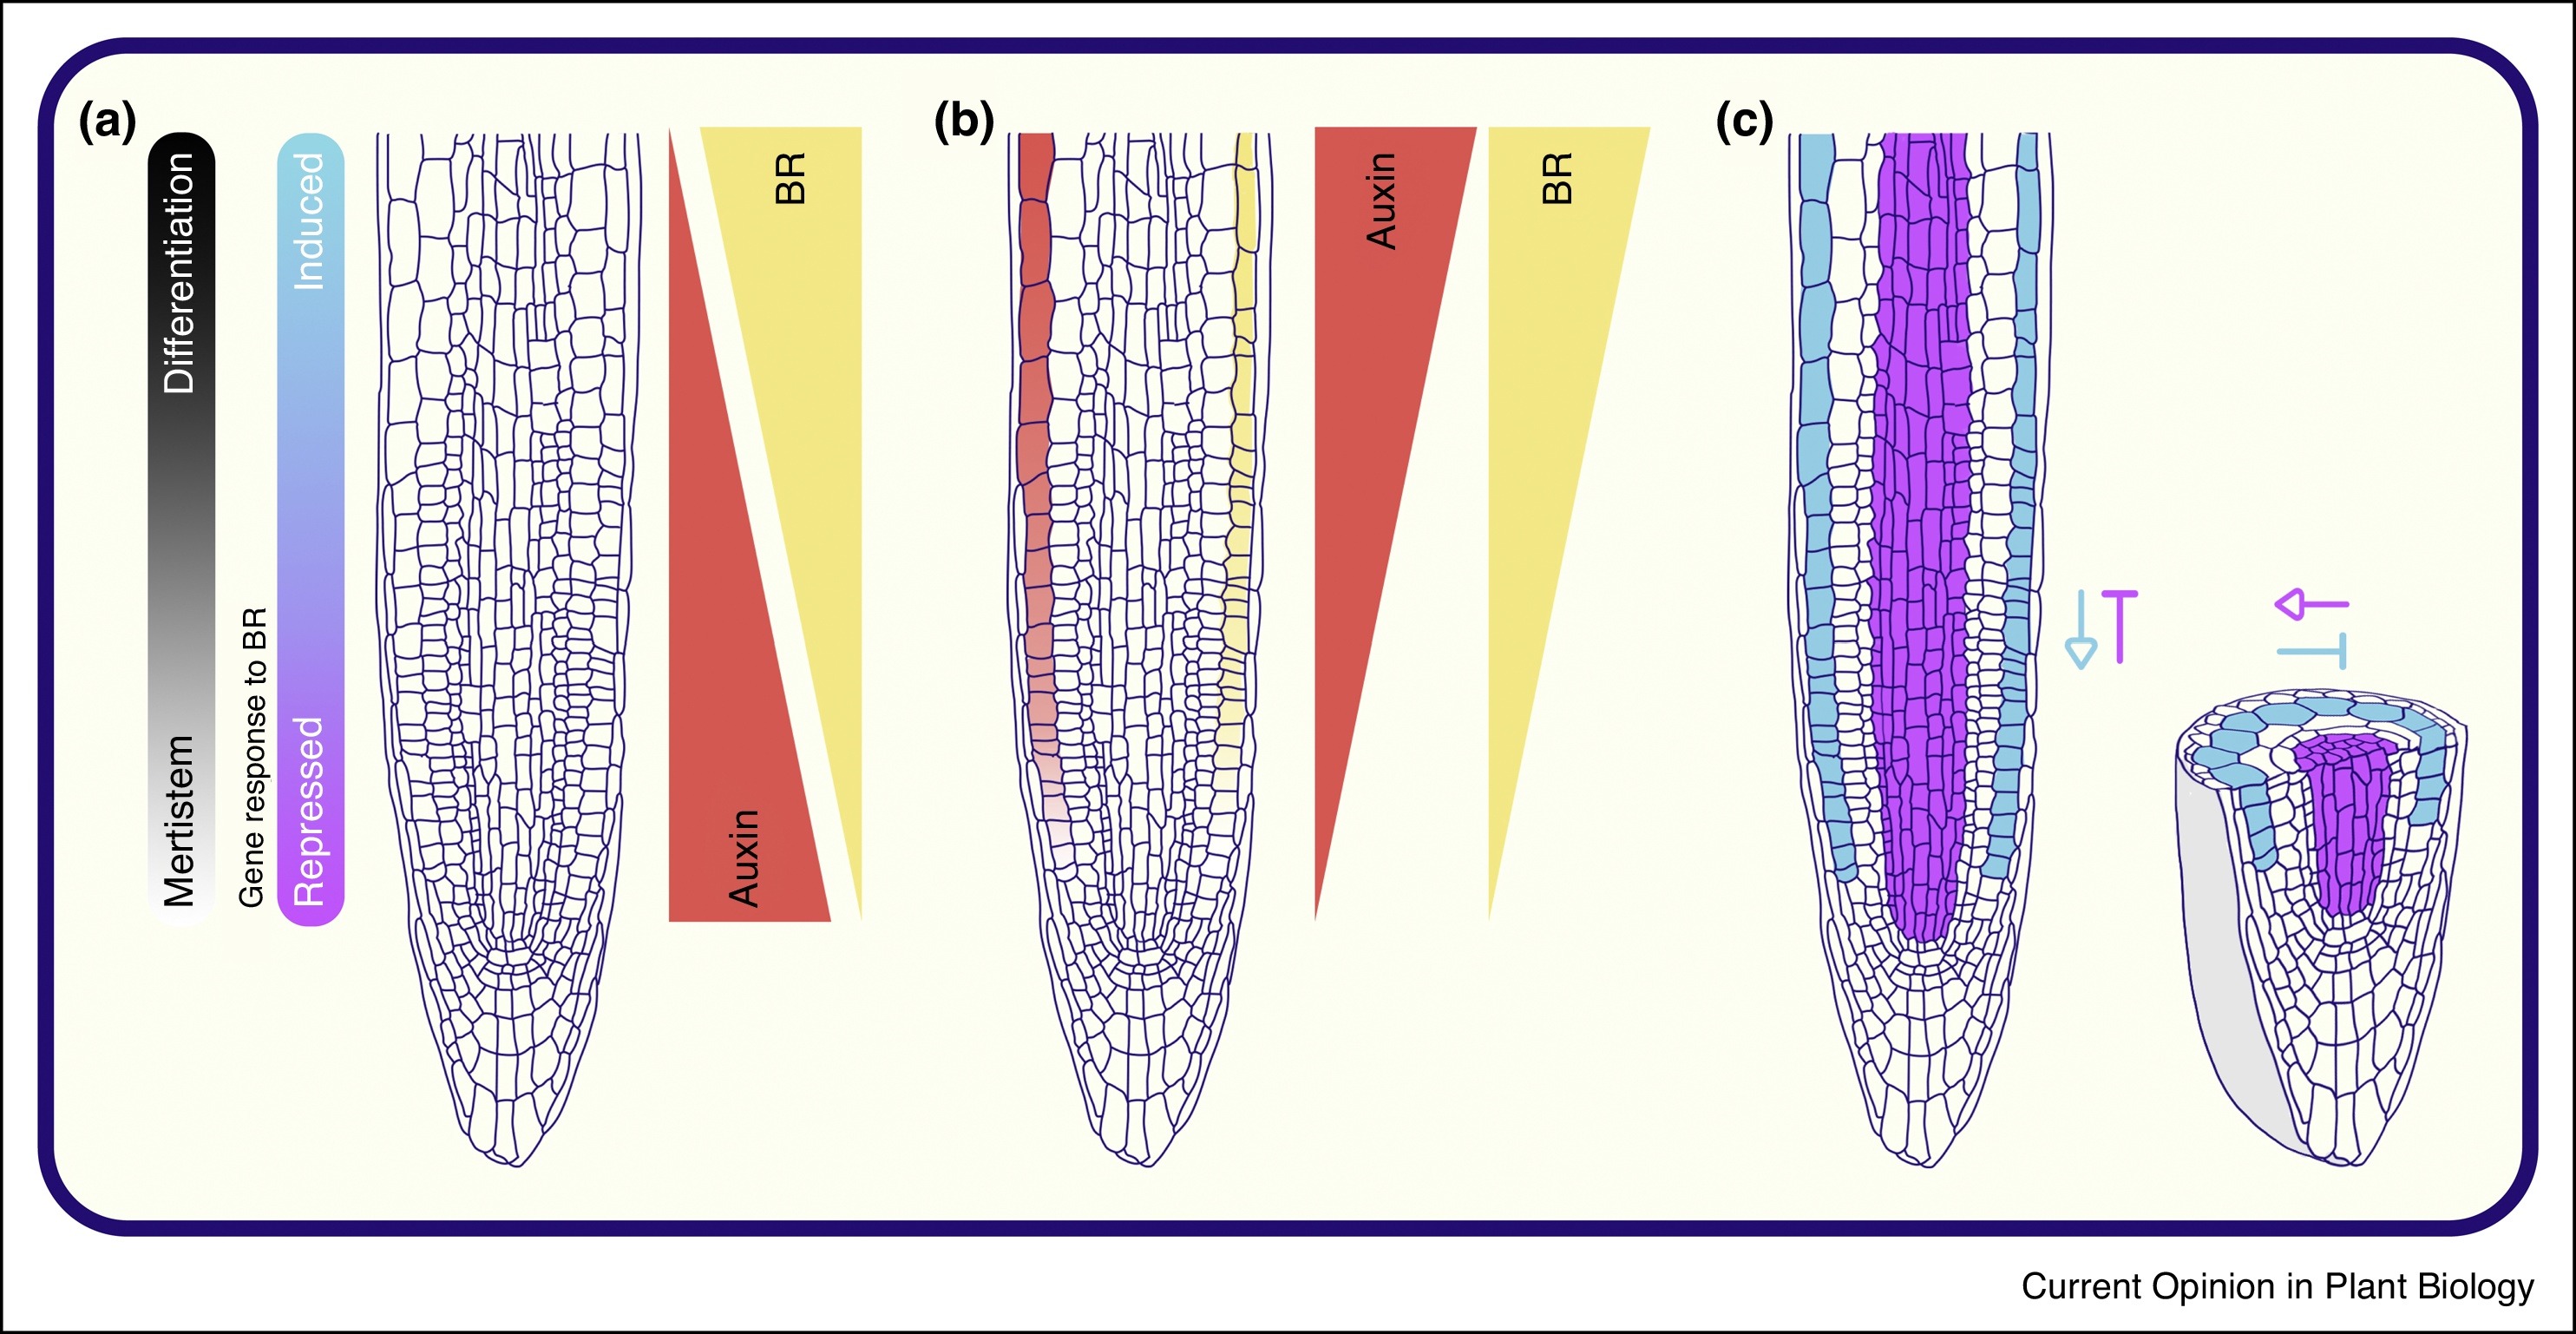 (a)
Differentiation
Mertistem
Gene response to BR
Induced
Repressed
BR
Auxin
(b)
Auxin
BR
(c)
Current Opinion in Plant Biology